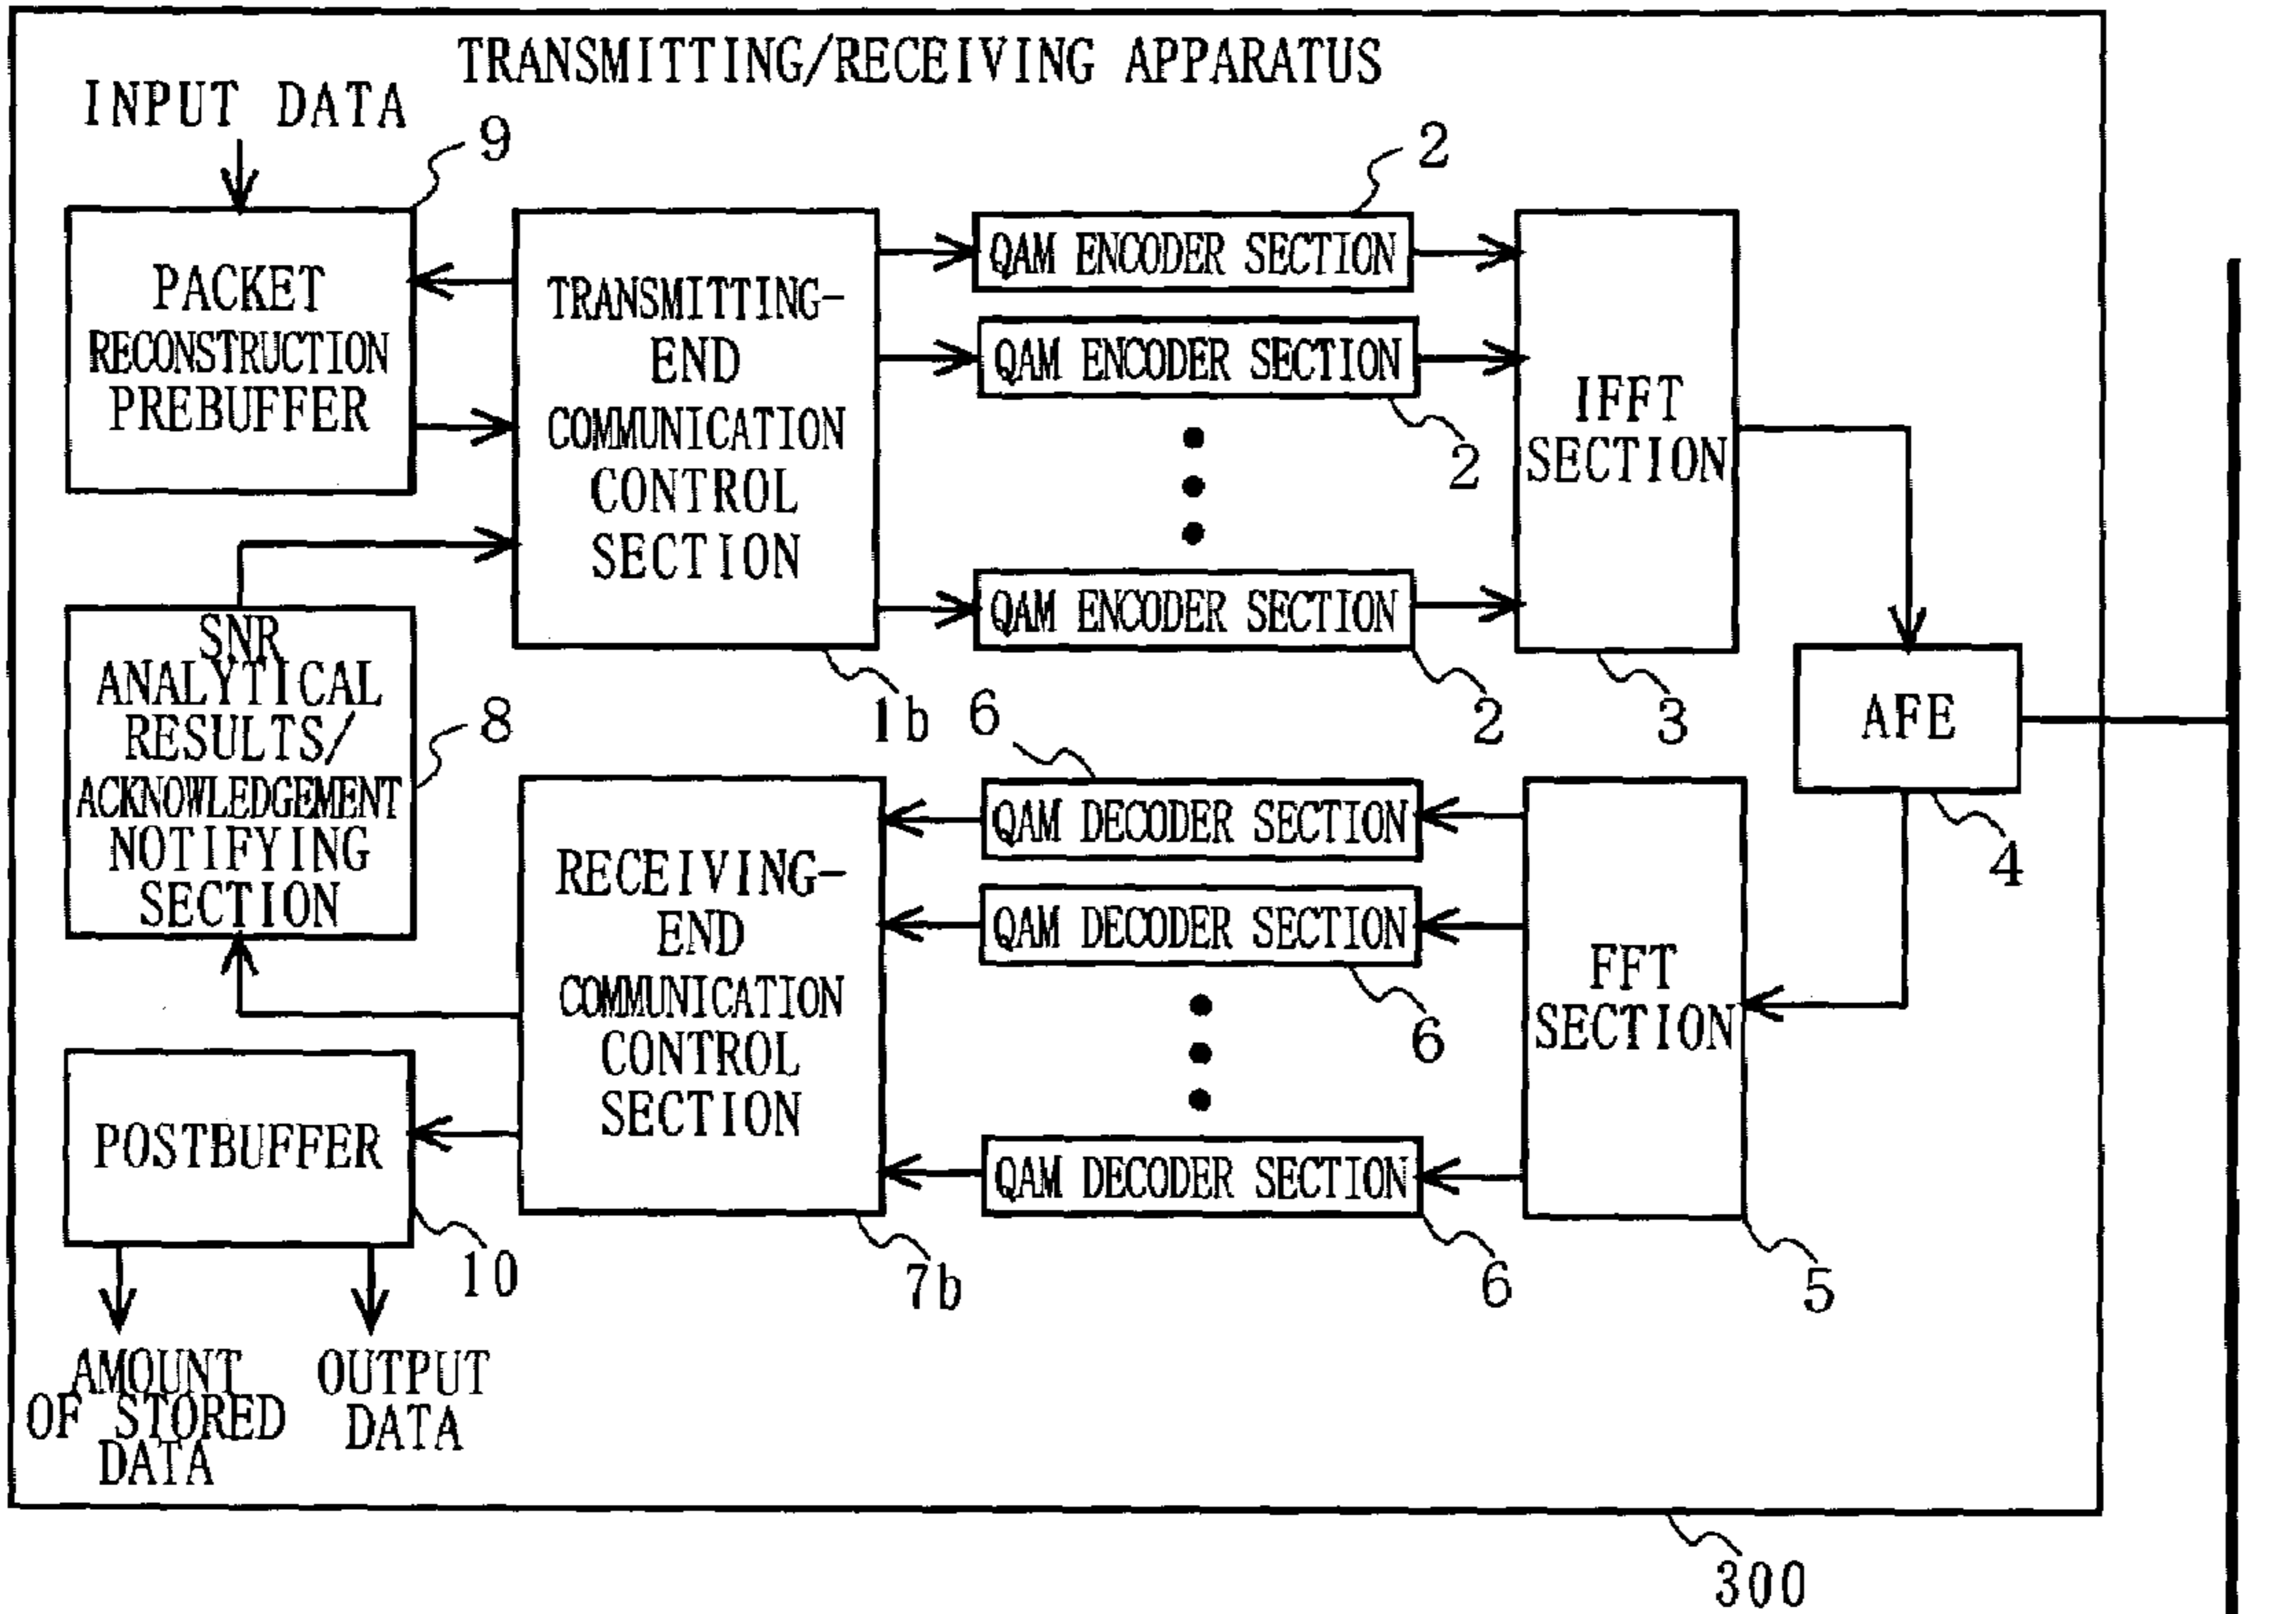 TRANSMITTING/RECEIVING APPARATUS
INPUT DATA
9
PACKET
RECONSTRUCTION
PREBUFFER
TRANSMITTING-
END
COMMUNICATION
CONTROL
SECTION
1b
2
QAM ENCODER SECTION
QAM ENCODER SECTION
2
QAM ENCODER SECTION
2
IFFT
SECTION
3
AFE
4
SNR
ANALYTICAL
RESULTS/
ACKNOWLEDGEMENT
NOTIFYING
SECTION
8
RECEIVING-
END
COMMUNICATION
CONTROL
SECTION
7b
6
QAM DECODER SECTION
QAM DECODER SECTION
6
QAM DECODER SECTION
6
FFT
SECTION
5
POSTBUFFER
10
AMOUNT
OF STORED
DATA
OUTPUT
DATA
300